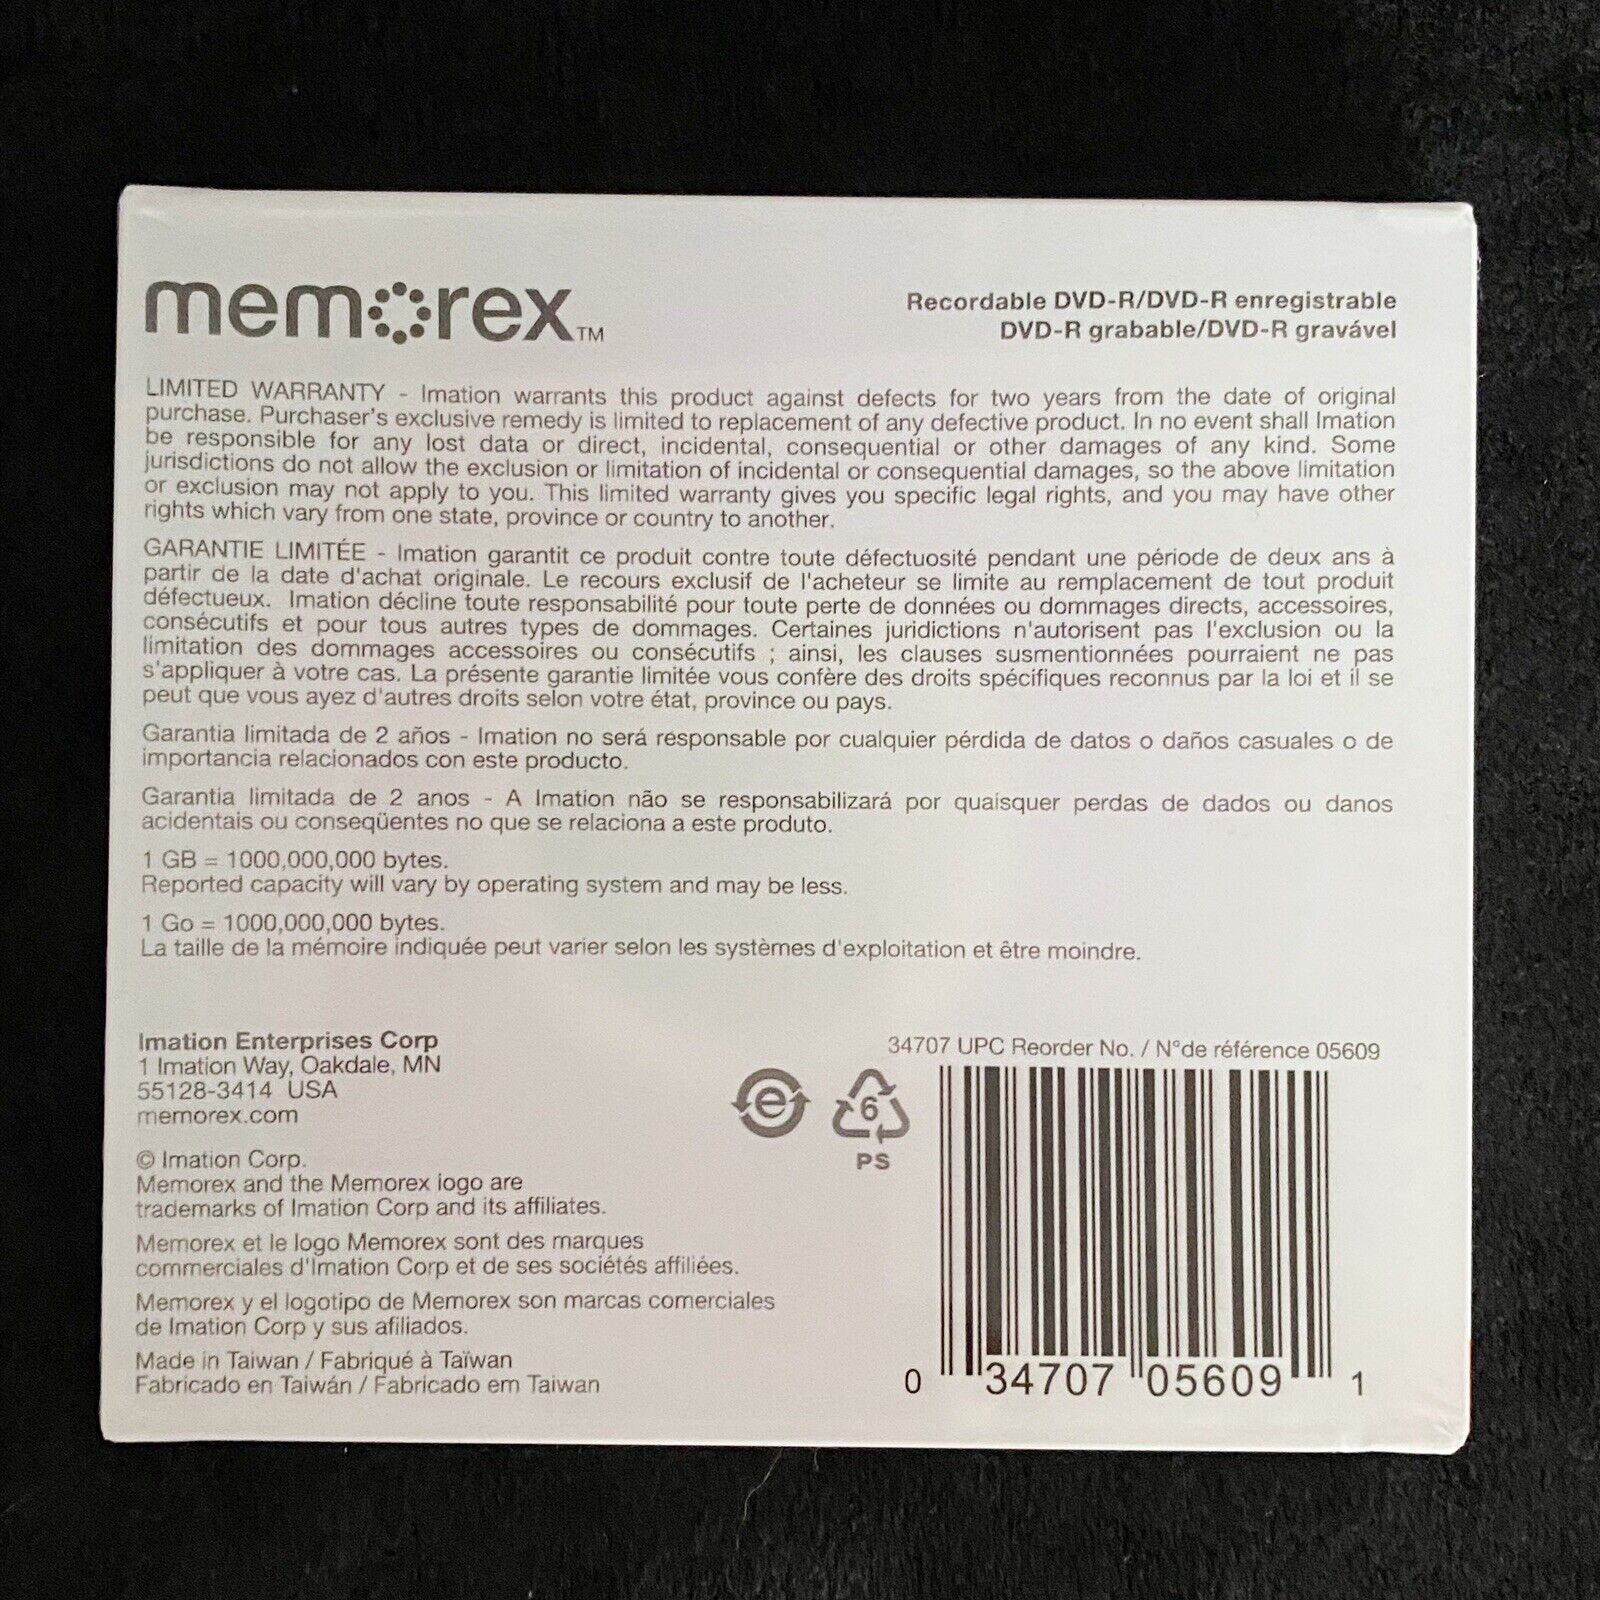 memorex TM
Recordable DVD-R/DVD-R enregistrable
DVD-R grabable/DVD-R gravável
LIMITED WARRANTY - Imation warrants this product against defects for two years from the date of original
purchase. Purchaser's exclusive remedy is limited to replacement of any defective product. In no event shall Imation
be responsible for any lost data or direct, incidental, consequential or other damages of any kind. Some
jurisdictions do not allow the exclusion or limitation of incidental or consequential damages, so the above limitation
or exclusion may not apply to you. This limited warranty gives you specific legal rights, and you may have other
rights which vary from one state, province or country to another.
GARANTIE LIMITÉE - Imation garantit ce produit contre toute défectuosité pendant une période de deux ans à
partir de la date d'achat originale. Le recours exclusif de l'acheteur se limite au remplacement de tout produit
défectueux. Imation décline toute responsabilité pour toute perte de données ou dommages directs, accessoires,
consécutifs et pour tous autres types de dommages. Certaines juridictions n'autorisent pas l'exclusion ou la
limitation des dommages accessoires ou consécutifs ; ainsi, les clauses susmentionnées pourraient ne pas
s'appliquer à votre cas. La présente garantie limitée vous confère des droits spécifiques reconnus par la loi et il se
peut que vous ayez d'autres droits selon votre état, province ou pays.
Garantia limitada de 2 años - Imation no será responsable por cualquier pérdida de datos o daños casuales o de
importancia relacionados con este producto.
Garantia limitada de 2 anos - A Imation não se responsabilizará por quaisquer perdas de dados ou danos
acidentais ou conseqüentes no que se relaciona a este produto.
1 GB = 1000,000,000 bytes.
Reported capacity will vary by operating system and may be less.
1 Go = 1000,000,000 bytes.
La taille de la mémoire indiquée peut varier selon les systèmes d'exploitation et être moindre.
Imation Enterprises Corp
1 Imation Way, Oakdale, MN
55128-3414 USA
memorex.com
© Imation Corp.
Memorex and the Memorex logo are
trademarks of Imation Corp and its affiliates.
Memorex et le logo Memorex sont des marques
commerciales d'Imation Corp et de ses sociétés affiliées.
Memorex y el logotipo de Memorex son marcas comerciales
de Imation Corp y sus afiliados.
Made in Taiwan / Fabriqué à Taïwan
Fabricado en Taiwán / Fabricado em Taiwan
e
6
PS
34707 UPC Reorder No. / N°de référence 05609
0 34707 05609 1